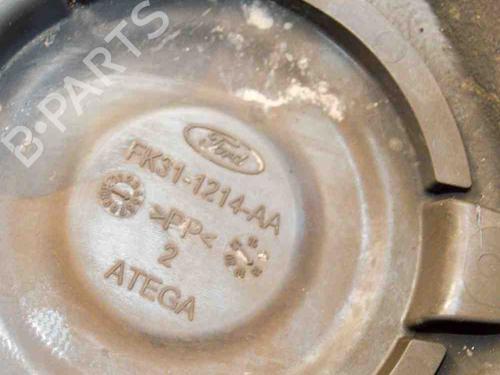 B-PARTS
Ford
FK31-1214-AA
>PP<
2
ATEGA